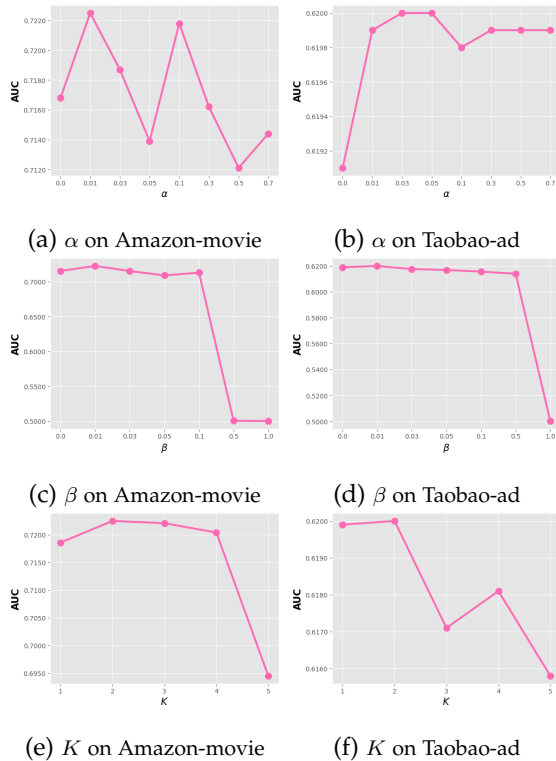 0.7220
0.7200
0.7180
0.7160
0.7140
0.7120
AUC
0.0 0.01 0.03 0.05 0.1 0.3 0.5 0.7
α
(a) α on Amazon-movie
0.6200
0.6198
0.6196
0.6194
0.6192
AUC
0.0 0.01 0.03 0.05 0.1 0.3 0.5 0.7
α
(b) α on Taobao-ad
0.7000
0.6500
0.6000
0.5500
0.5000
AUC
0.0 0.01 0.03 0.05 0.1 0.5 1.0
β
(c) β on Amazon-movie
0.6200
0.6000
0.5800
0.5600
0.5400
0.5200
0.5000
AUC
0.0 0.01 0.03 0.05 0.1 0.5 1.0
β
(d) β on Taobao-ad
0.7200
0.7150
0.7100
0.7050
0.7000
0.6950
AUC
1 2 3 4 5
K
(e) K on Amazon-movie
0.6200
0.6190
0.6180
0.6170
0.6160
AUC
1 2 3 4 5
K
(f) K on Taobao-ad